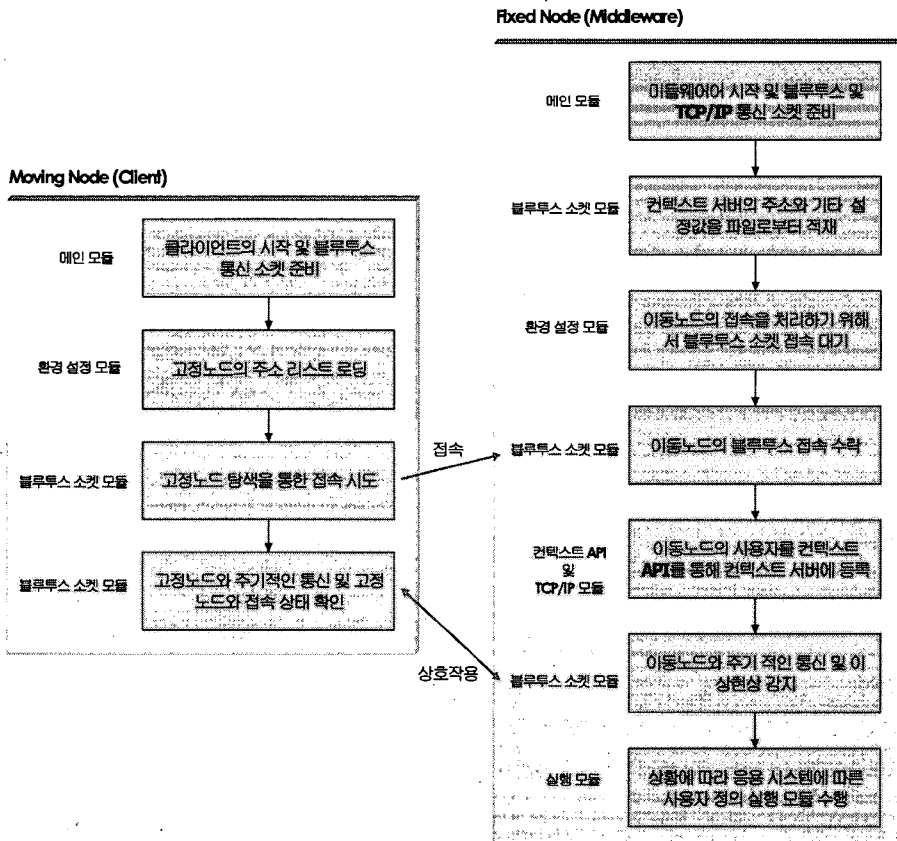 Fixed Node (Middleware)
메인 모듈
미들웨어어 시작 및 블루투스 및
TCP/IP 통신 소켓 준비
블루투스 소켓 모듈
컨텍스트 서버의 주소와 기타 설
정값을 파일로부터 적재
환경 설정 모듈
이동노드의 접속을 처리하기 위해
서 블루투스 소켓 접속 대기
블루투스 소켓 모듈
이동노드의 블루투스 접속 수락
컨텍스트 API
및
TCP/IP 모듈
이동노드의 사용자를 컨텍스트
API를 통해 컨텍스트 서버에 등록
블루투스 소켓 모듈
이동노드와 주기 적인 통신 및 이
상현상 감지
실행 모듈
상황에 따라 응용 시스템에 따른
사용자 정의 실행 모듈 수행
Moving Node (Client)
메인 모듈
클라이언트의 시작 및 블루투스
통신 소켓 준비
환경 설정 모듈
고정노드의 주소 리스트 로딩
블루투스 소켓 모듈
고정노드 탐색을 통한 접속 시도
블루투스 소켓 모듈
고정노드와 주기적인 통신 및 고정
노드와 접속 상태 확인
접속
상호작용